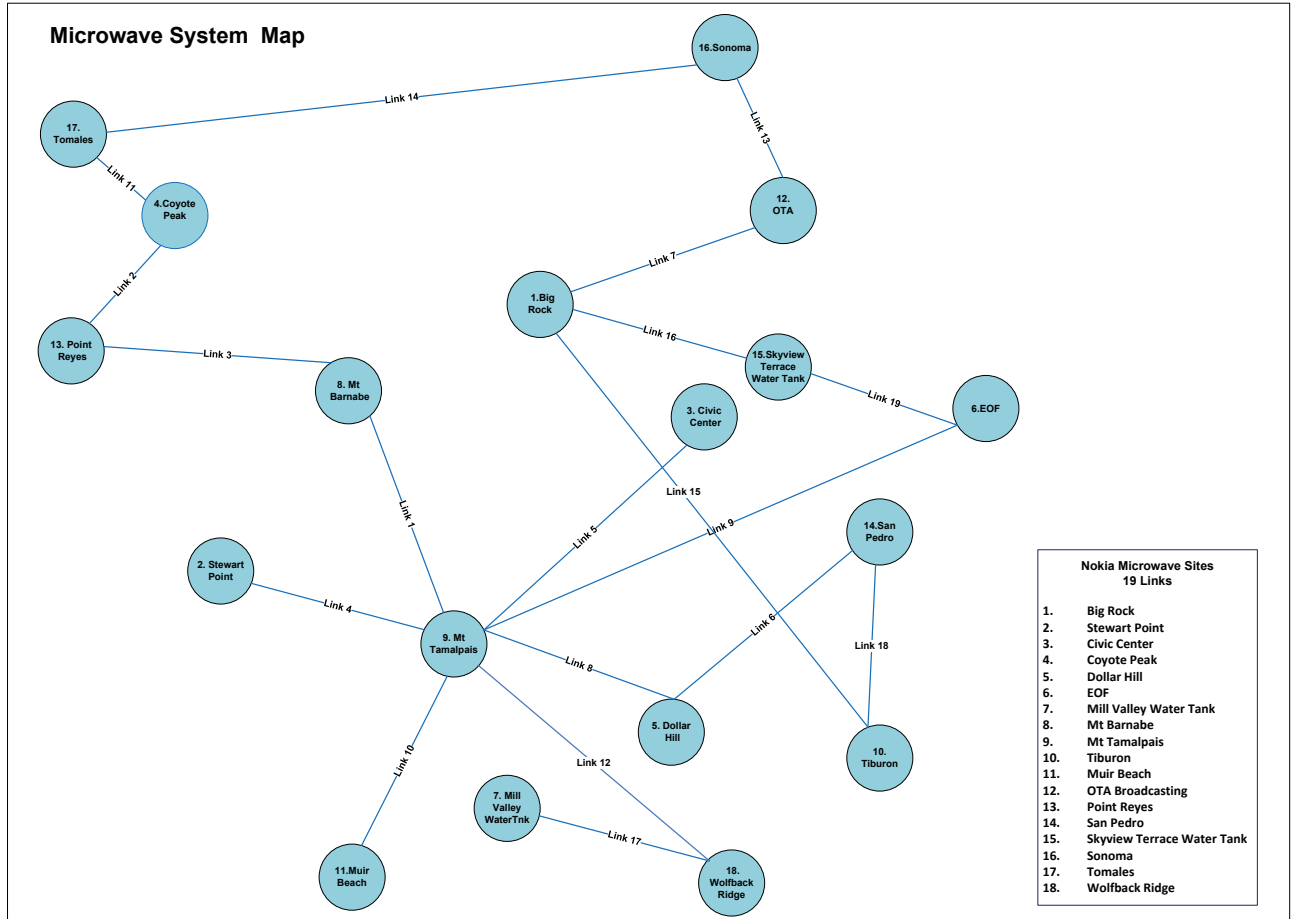 Microwave System Map
16.Sonoma
Link 14
17.
Tomales
Link 13
Link 11
4.Coyote
Peak
12.
OTA
Link 7
Link 2
1.Big
Rock
Link 16
13. Point
Reyes
Link 3
15.Skyview
Terrace
Water Tank
8. Mt
Barnabe
Link 19
3. Civic
Center
6.EOF
Link 15
Link 1
Link 5
Link 9
14.San
Pedro
2. Stewart
Point
Link 4
Link 6
9. Mt
Tamalpais
Link 18
Link 8
5. Dollar
Hill
10.
Tiburon
Link 10
Link 12
7. Mill
Valley
WaterTnk
Link 17
11.Muir
Beach
18.
Wolfback
Ridge
Nokia Microwave Sites
19 Links
1. Big Rock
2. Stewart Point
3. Civic Center
4. Coyote Peak
5. Dollar Hill
6. EOF
7. Mill Valley Water Tank
8. Mt Barnabe
9. Mt Tamalpais
10. Tiburon
11. Muir Beach
12. OTA Broadcasting
13. Point Reyes
14. San Pedro
15. Skyview Terrace Water Tank
16. Sonoma
17. Tomales
18. Wolfback Ridge